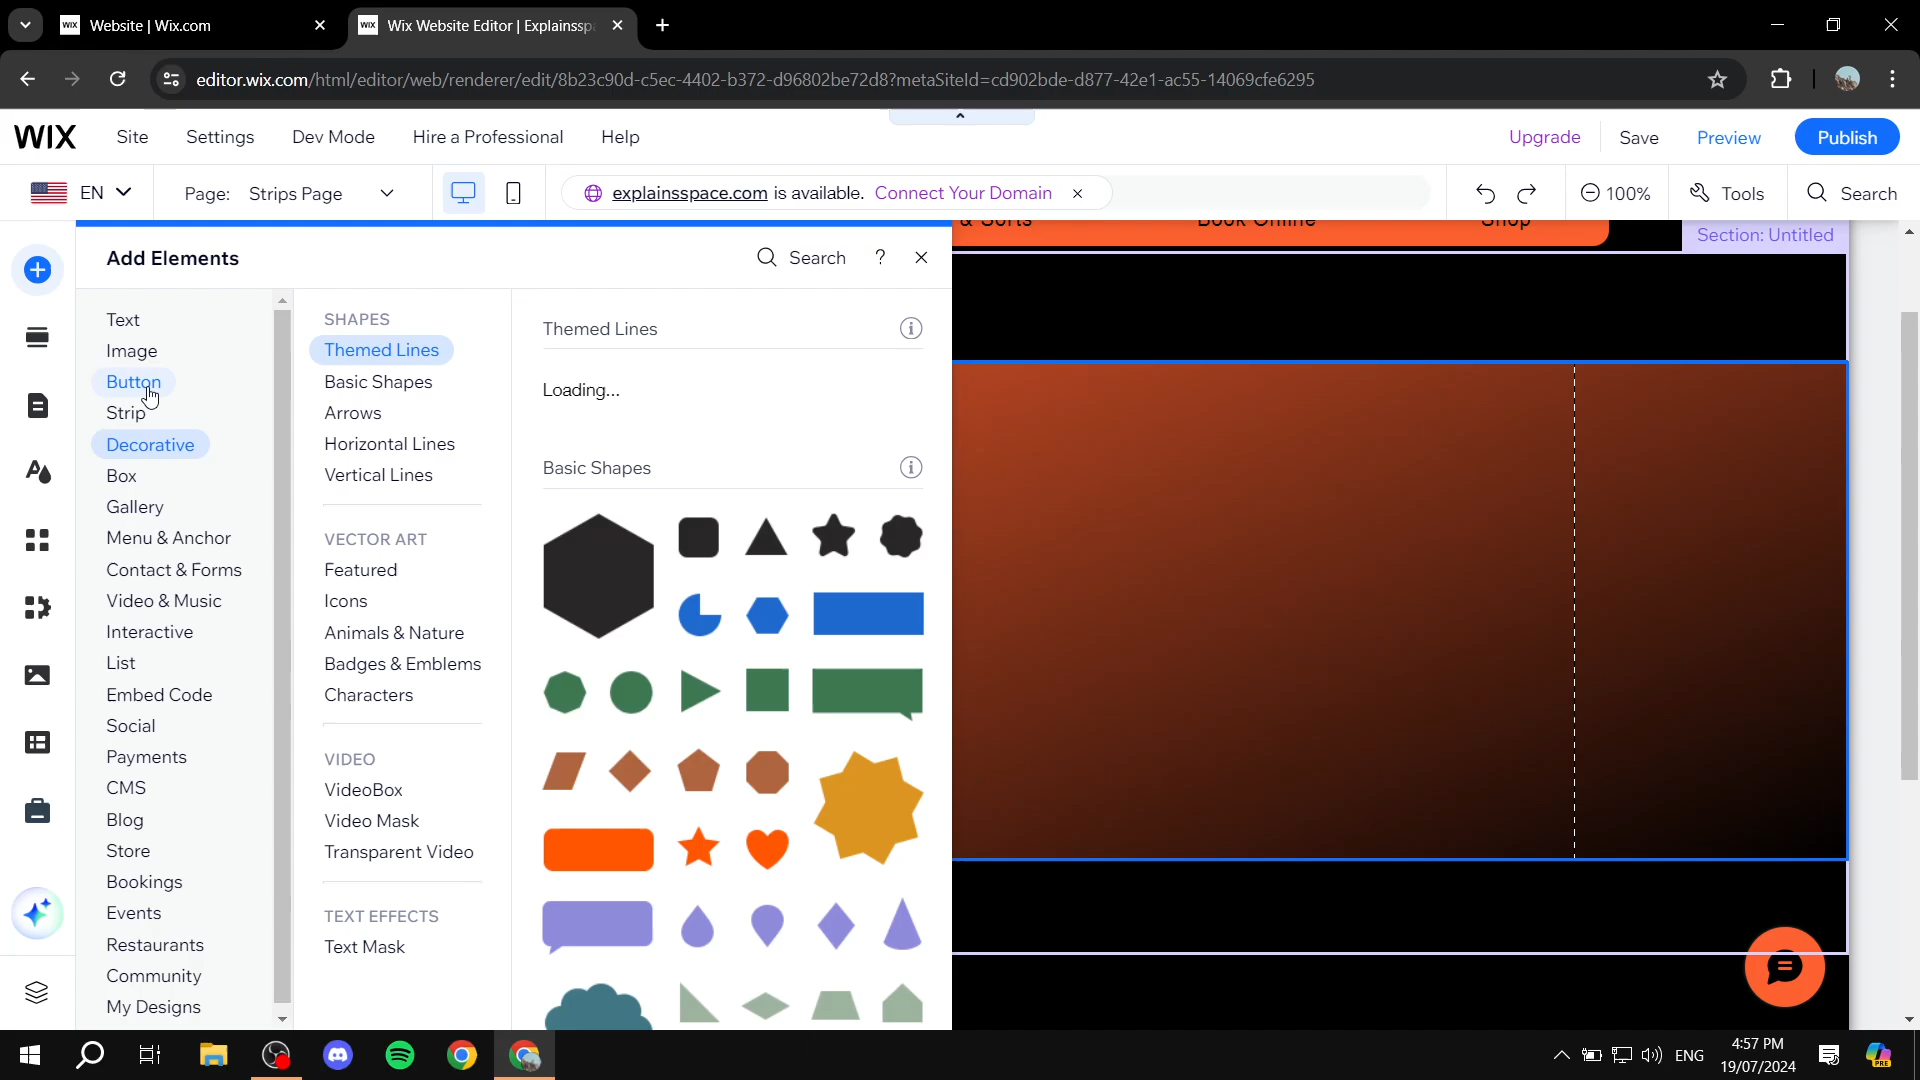 Website | Wix.com
Wix Website Editor | Explainssp
editor.wix.com/html/editor/web/renderer/edit/8b23c90d-c5ec-4402-b372-d96802be72d8?metaSiteId=cd902bde-d877-42e1-ac55-14069cfe6295
WIX
Site
Settings
Dev Mode
Hire a Professional
Help
Upgrade
Save
Preview
Publish
EN
Page: Strips Page
explainsspace.com is available. Connect Your Domain
100%
Tools
Search
& Sorts
Book Online
Shop
Section: Untitled
Add Elements
Search
?
Text
Image
Button
Strip
Decorative
Box
Gallery
Menu & Anchor
Contact & Forms
Video & Music
Interactive
List
Embed Code
Social
Payments
CMS
Blog
Store
Bookings
Events
Restaurants
Community
My Designs
SHAPES
Themed Lines
Basic Shapes
Arrows
Horizontal Lines
Vertical Lines
VECTOR ART
Featured
Icons
Animals & Nature
Badges & Emblems
Characters
VIDEO
VideoBox
Video Mask
Transparent Video
TEXT EFFECTS
Text Mask
Themed Lines
Loading...
Basic Shapes
ENG
4:57 PM
19/07/2024
PRE